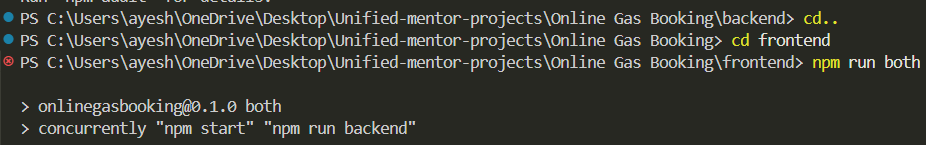 Run `npm audit` for details.
PS C:\Users\ayesh\OneDrive\Desktop\Unified-mentor-projects\Online Gas Booking\backend> cd..
PS C:\Users\ayesh\OneDrive\Desktop\Unified-mentor-projects\Online Gas Booking> cd frontend
PS C:\Users\ayesh\OneDrive\Desktop\Unified-mentor-projects\Online Gas Booking\frontend> npm run both
> onlinegasbooking@0.1.0 both
> concurrently "npm start" "npm run backend"